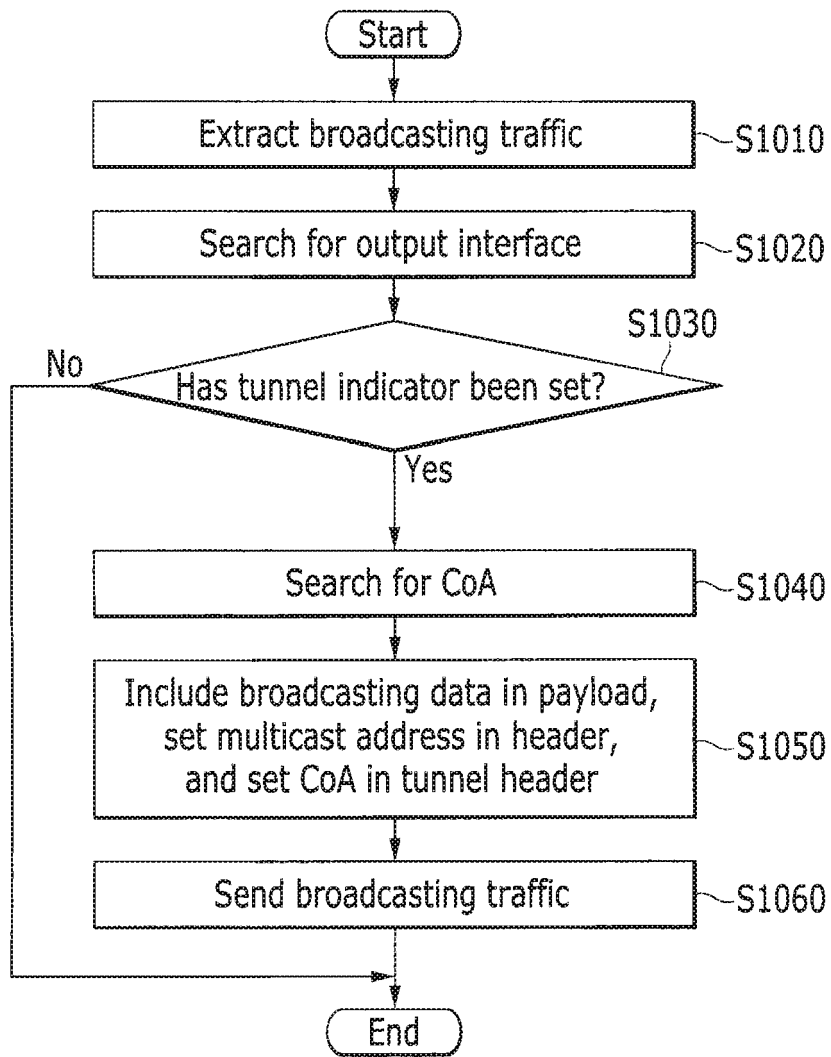 Start
Extract broadcasting traffic
S1010
Search for output interface
S1020
S1030
No
Has tunnel indicator been set?
Yes
Search for CoA
S1040
Include broadcasting data in payload,
set multicast address in header,
and set CoA in tunnel header
S1050
Send broadcasting traffic
S1060
End